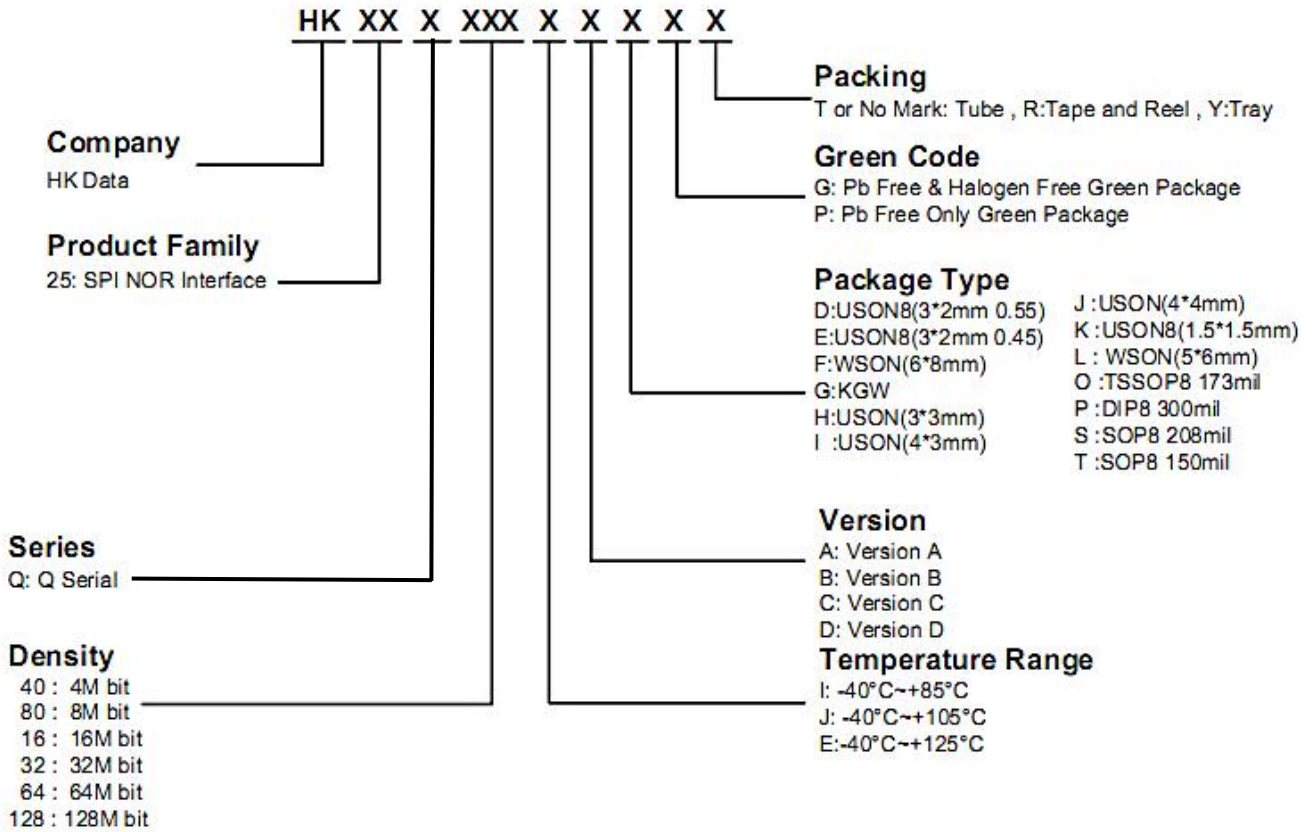 HK XX X XXX X X X X X
Company
HK Data
Product Family
25: SPI NOR Interface
Series
Q: Q Serial
Density
40 : 4M bit
80 : 8M bit
16 : 16M bit
32 : 32M bit
64 : 64M bit
128 : 128M bit
Packing
T or No Mark: Tube , R:Tape and Reel , Y:Tray
Green Code
G: Pb Free & Halogen Free Green Package
P: Pb Free Only Green Package
Package Type
D:USON8(3*2mm 0.55)
E:USON8(3*2mm 0.45)
F:WSON(6*8mm)
G:KGW
H:USON(3*3mm)
I :USON(4*3mm)
J :USON(4*4mm)
K :USON8(1.5*1.5mm)
L : WSON(5*6mm)
O :TSSOP8 173mil
P :DIP8 300mil
S :SOP8 208mil
T :SOP8 150mil
Version
A: Version A
B: Version B
C: Version C
D: Version D
Temperature Range
I: -40°C~+85°C
J: -40°C~+105°C
E:-40°C~+125°C